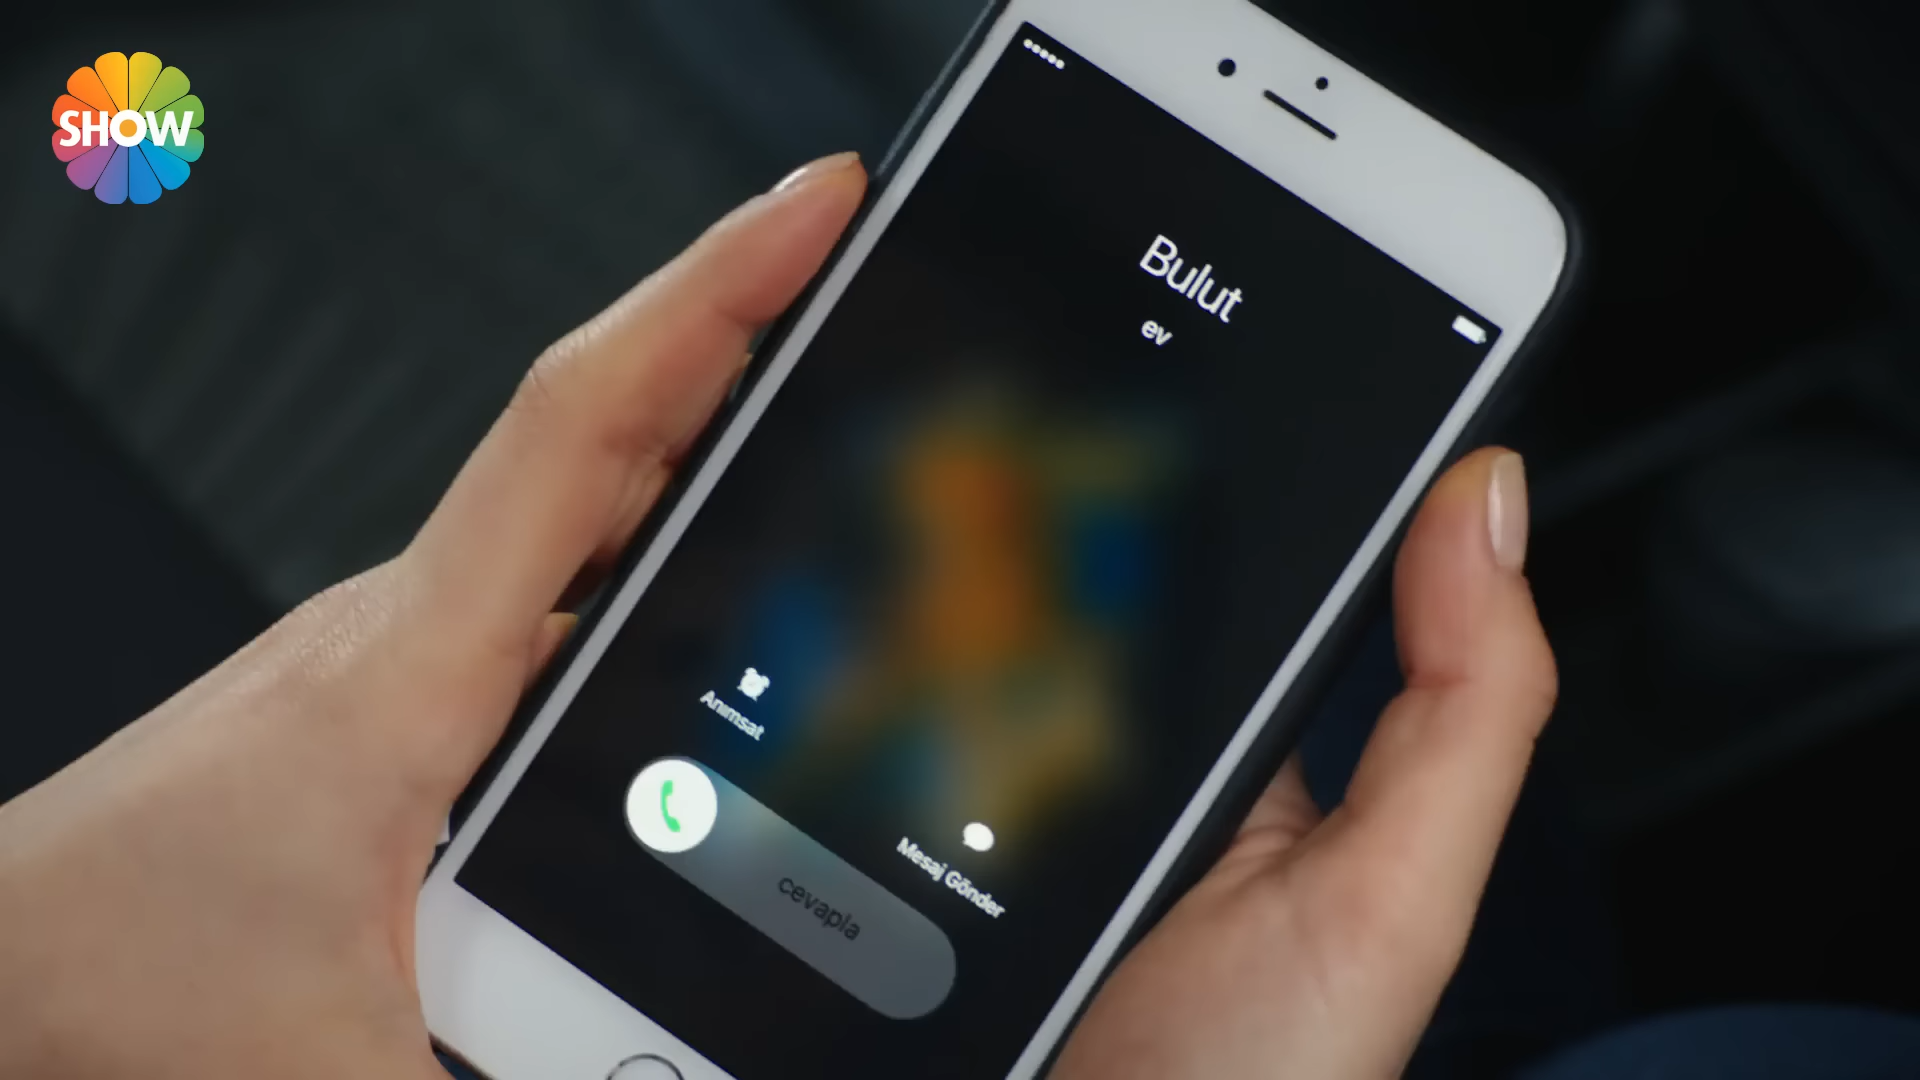 SHOW
Bulut
ev
Anımsat
Mesaj Gönder
cevapla